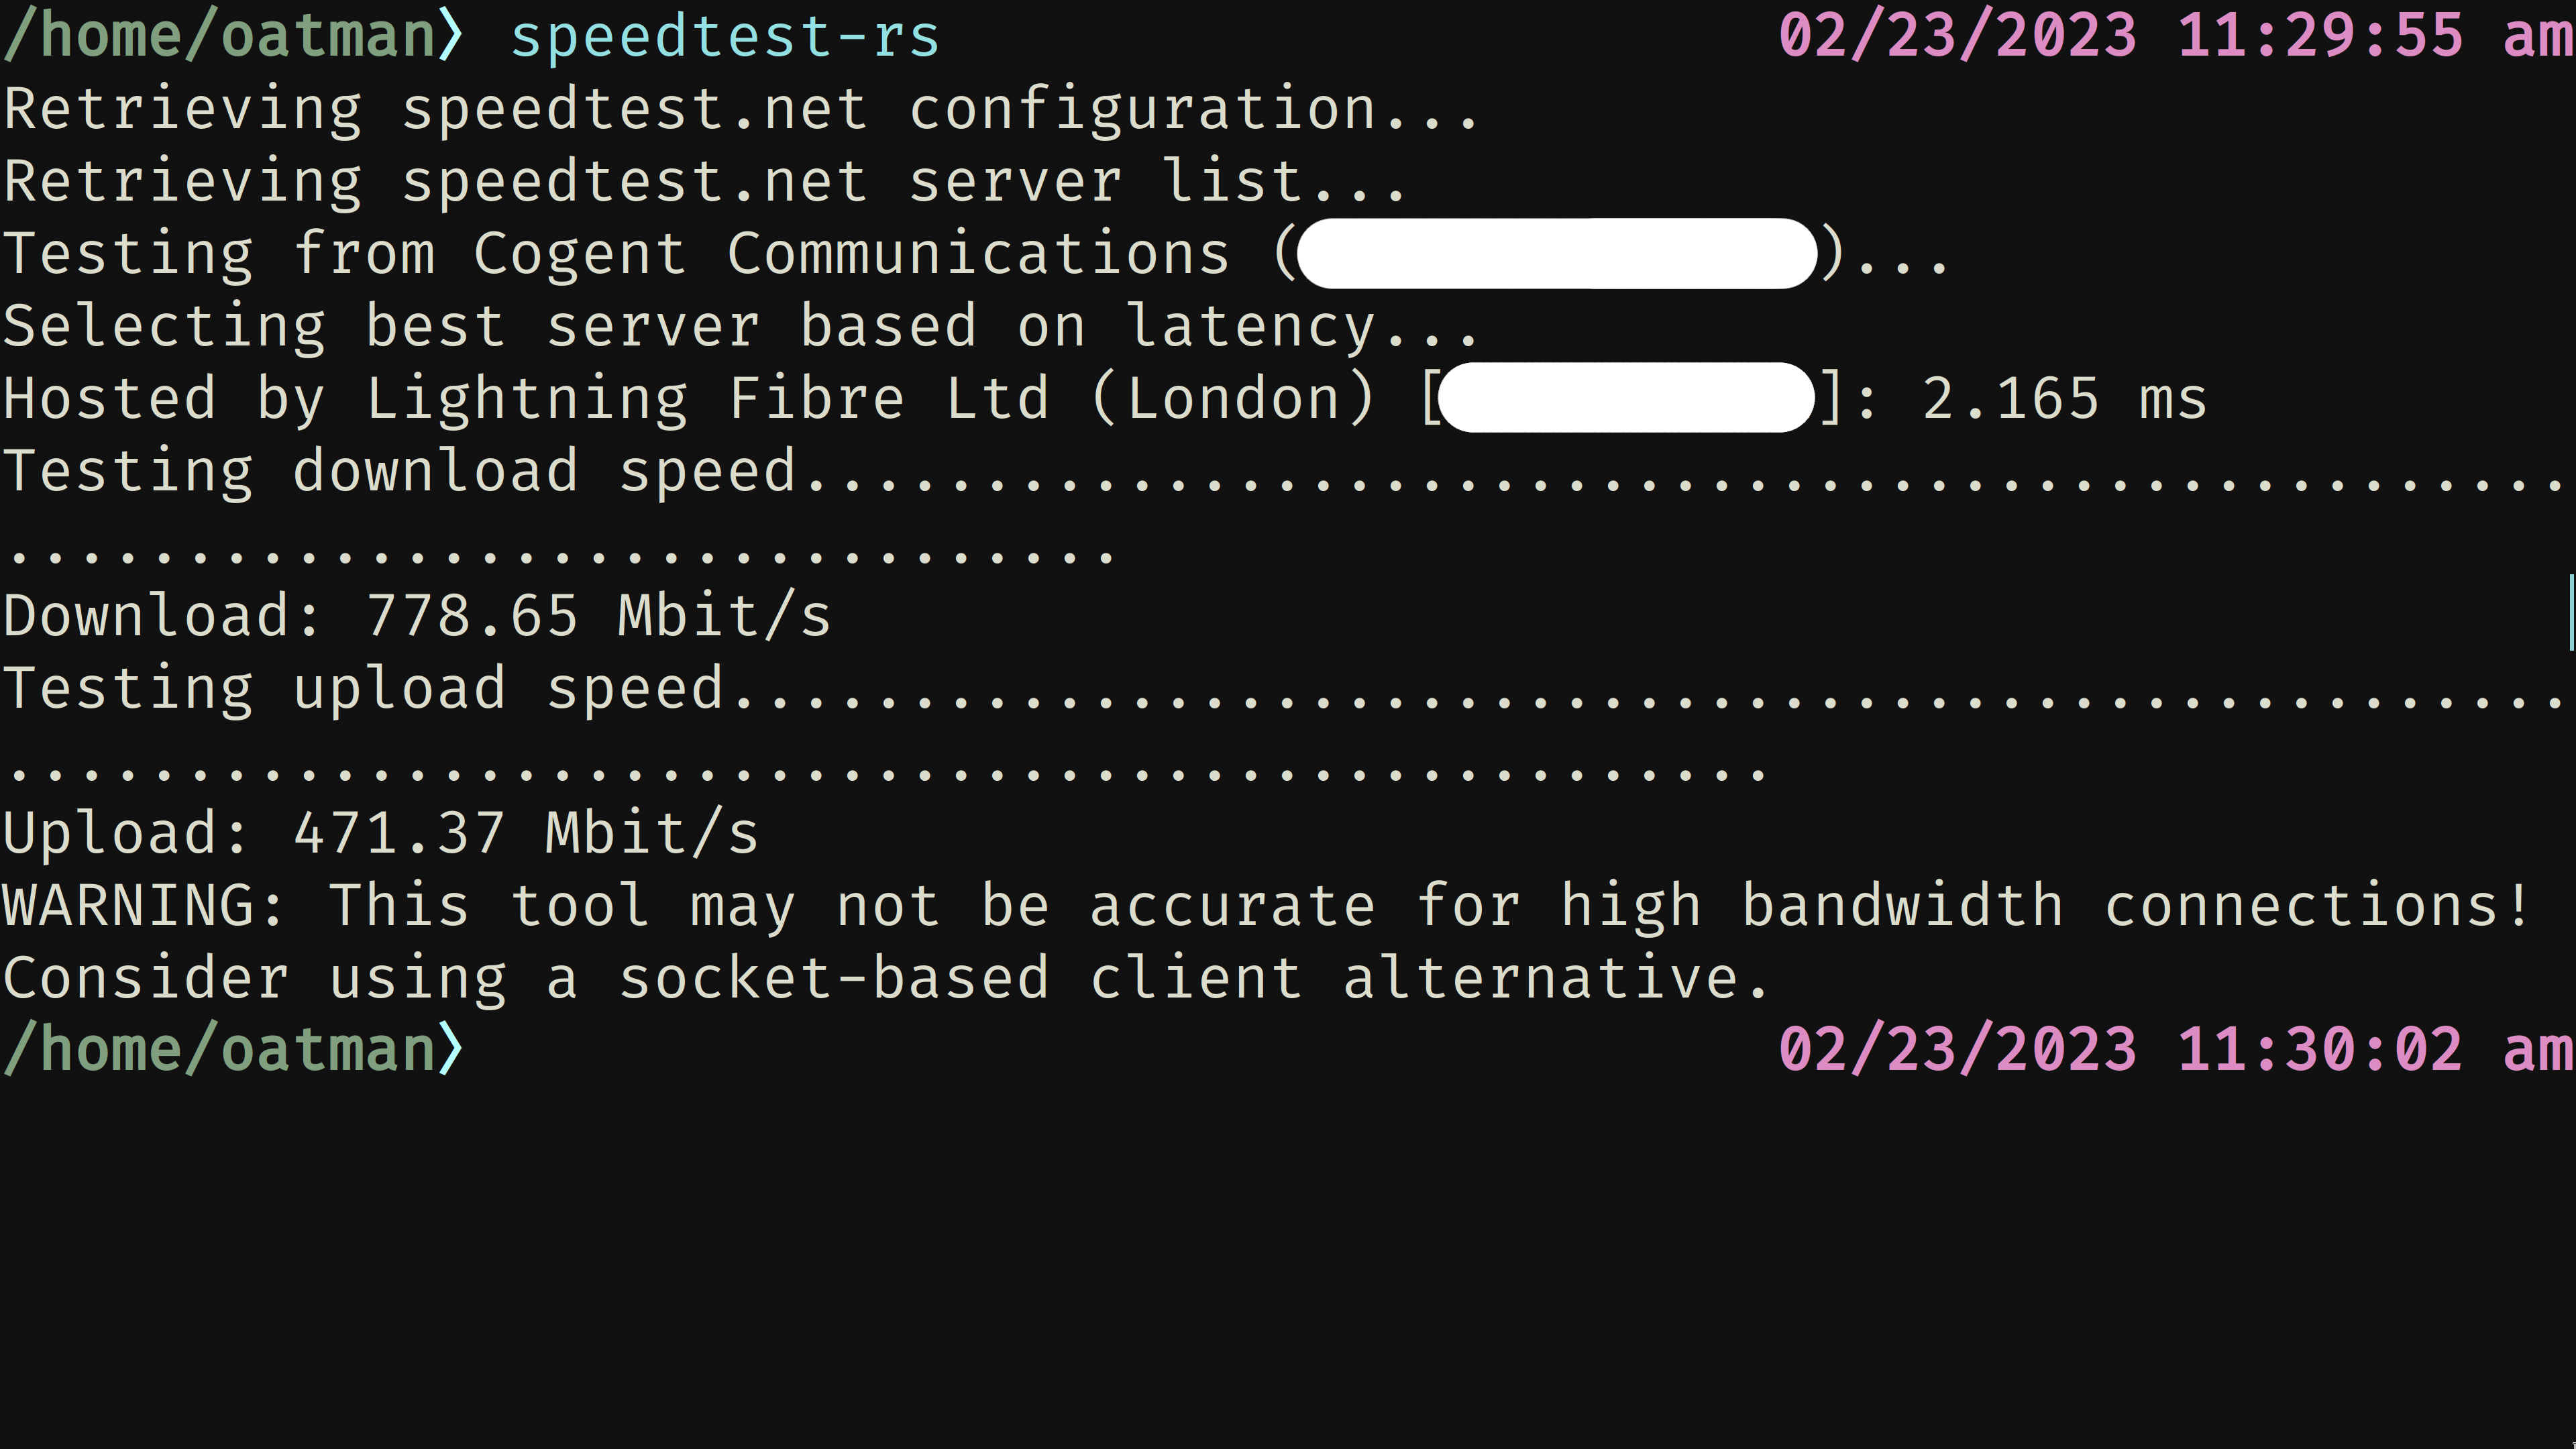 /home/oatman〉 speedtest-rs 02/23/2023 11:29:55 am
Retrieving speedtest.net configuration...
Retrieving speedtest.net server list...
Testing from Cogent Communications ()...
Selecting best server based on latency...
Hosted by Lightning Fibre Ltd (London) []: 2.165 ms
Testing download speed.................................................
...............................
Download: 778.65 Mbit/s
Testing upload speed...................................................
.................................................
Upload: 471.37 Mbit/s
WARNING: This tool may not be accurate for high bandwidth connections!
Consider using a socket-based client alternative.
/home/oatman〉 02/23/2023 11:30:02 am